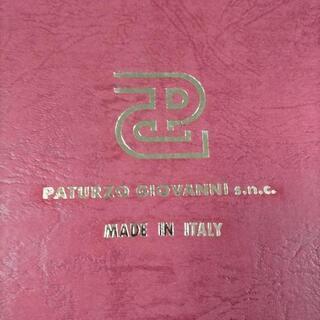 PATURZO GIOVANNI s.n.c.
MADE IN ITALY